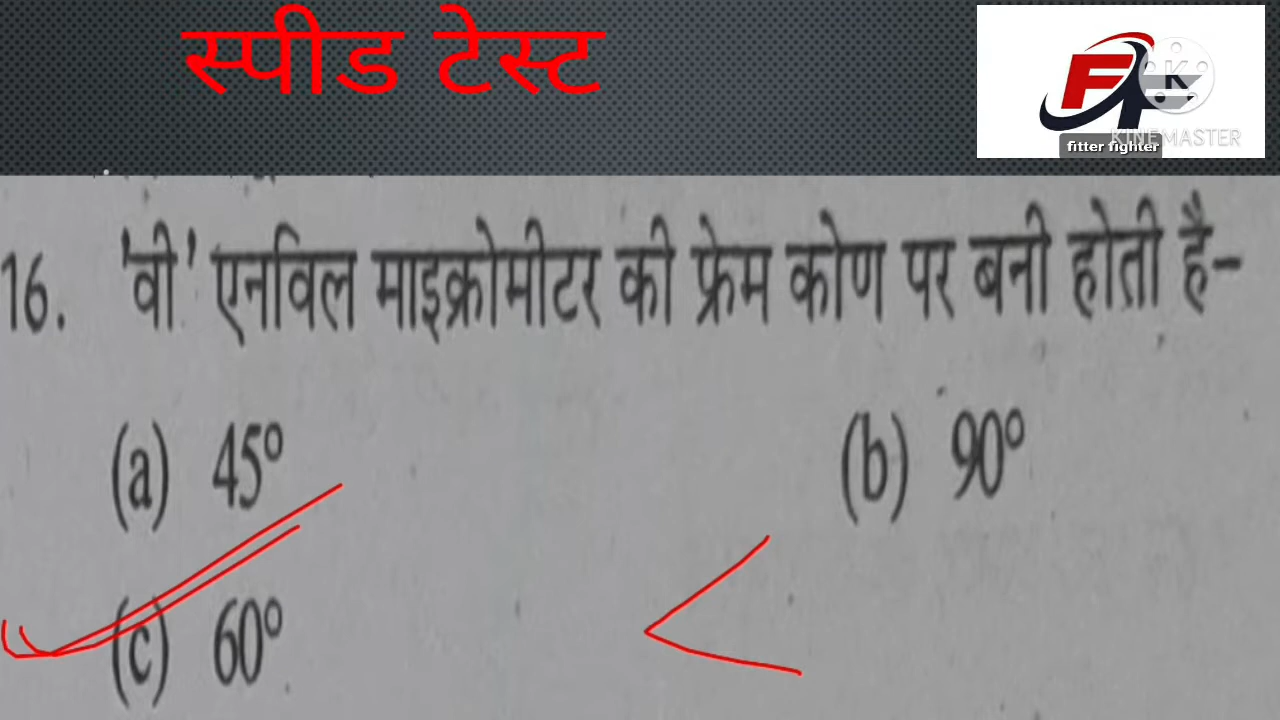 स्पीड टेस्ट
KINEMASTER
fitter fighter
16. 'वी' एनविल माइक्रोमीटर की फ्रेम कोण पर बनी होती है-
(a) 45° (b) 90°
(c) 60°